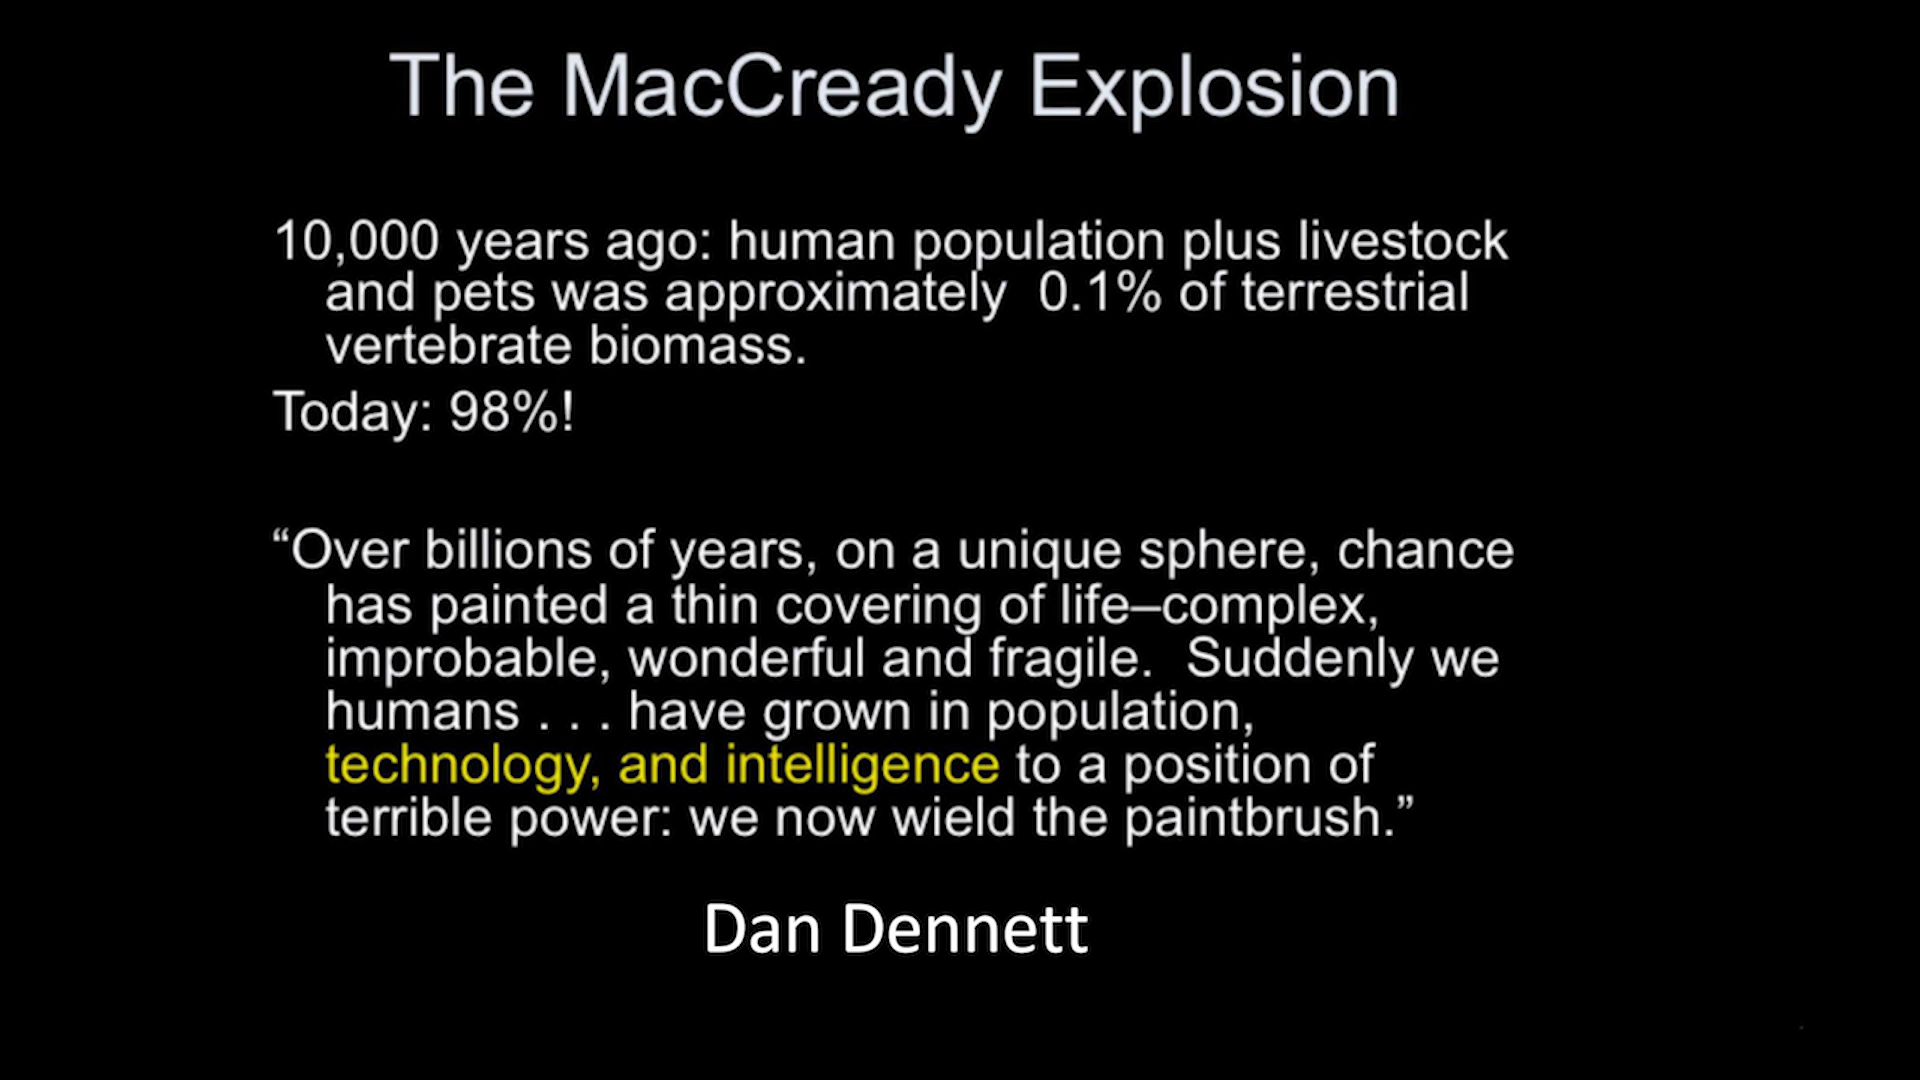 The MacCready Explosion
10,000 years ago: human population plus livestock
and pets was approximately  0.1% of terrestrial
vertebrate biomass.
Today: 98%!
“Over billions of years, on a unique sphere, chance
has painted a thin covering of life–complex,
improbable, wonderful and fragile.  Suddenly we
humans . . . have grown in population,
technology, and intelligence to a position of
terrible power: we now wield the paintbrush.”
Dan Dennett